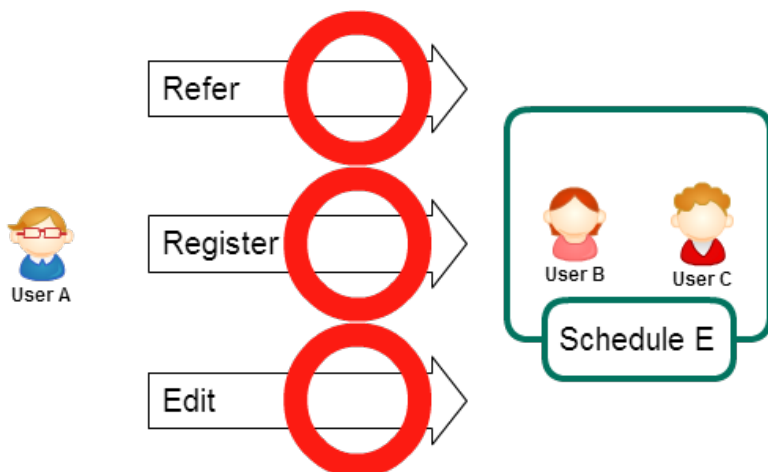 Refer
Register
Edit
User A
User B
User C
Schedule E